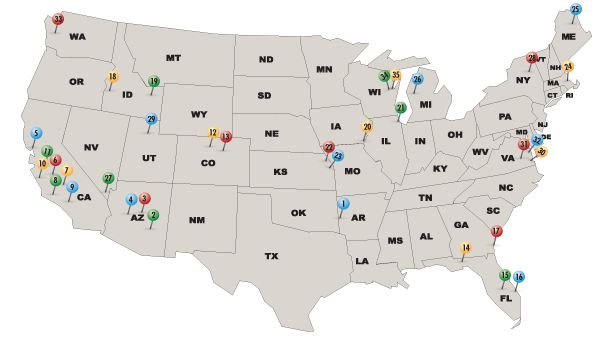 25
33
WA
ME
MT
ND
MN
28
VT
NH
24
OR
18
19
ID
WI
35
26
MI
NY
MA
CT
RI
SD
WY
21
PA
NJ
5
29
12
13
NE
IA
20
IL
IN
OH
MD
DE
11
NV
UT
CO
KS
22
23
MO
KY
WV
VA
31
10
6
7
8
9
CA
27
4
3
AZ
2
NM
OK
1
AR
TN
NC
SC
MS
AL
GA
17
14
TX
LA
15
16
FL